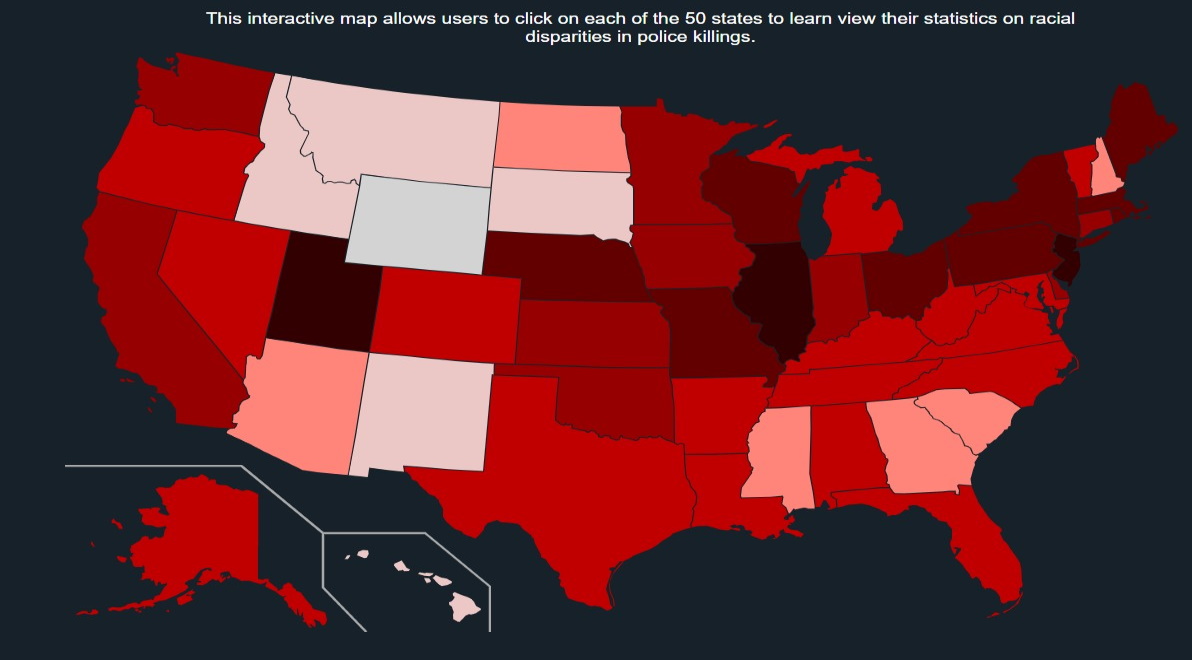 This interactive map allows users to click on each of the 50 states to learn view their statistics on racial
disparities in police killings.